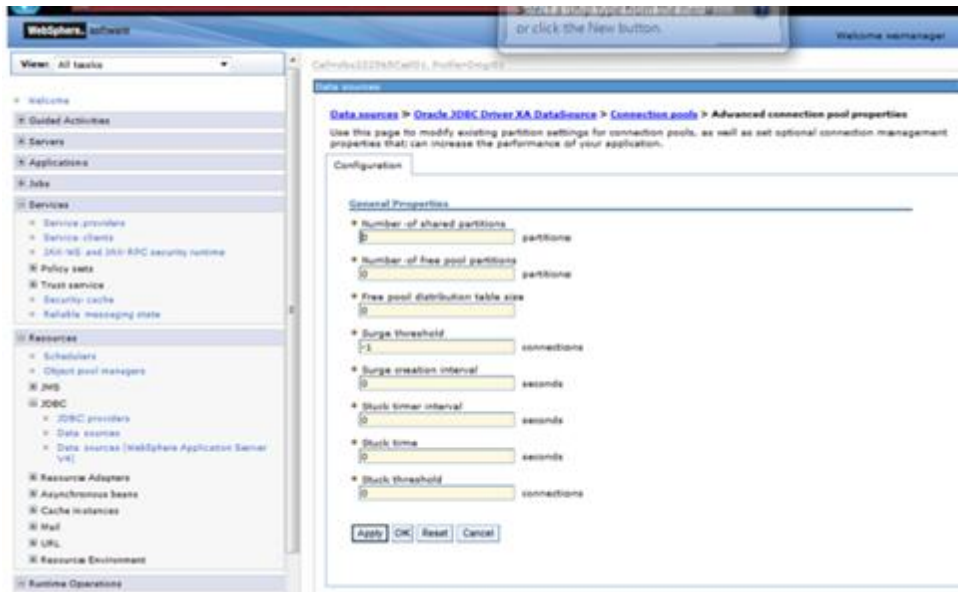 or click the New button.
WebSphere. software
Welcome wsmanager
View: All tasks
Data sources
Welcome
Guided Activities
Servers
Applications
Jobs
Services
Service providers
Service clients
JAX-WS and JAX-RPC security runtime
Policy sets
Trust service
Security cache
Reliable messaging state
Resources
Schedulers
Object pool managers
JMS
JDBC
JDBC providers
Data sources
Data sources (WebSphere Application Server V4)
Resource Adapters
Asynchronous beans
Cache instances
Mail
URL
Resource Environment
Runtime Operations
Data sources > Oracle JDBC Driver XA DataSource > Connection pools > Advanced connection pool properties
Use this page to modify existing partition settings for connection pools, as well as set optional connection management
properties that can increase the performance of your application.
Configuration
General Properties
* Number of shared partitions
0 partitions
* Number of free pool partitions
0 partitions
* Free pool distribution table size
0
* Surge threshold
-1 connections
* Surge creation interval
0 seconds
* Stuck timer interval
0 seconds
* Stuck time
0 seconds
* Stuck threshold
0 connections
Apply OK Reset Cancel